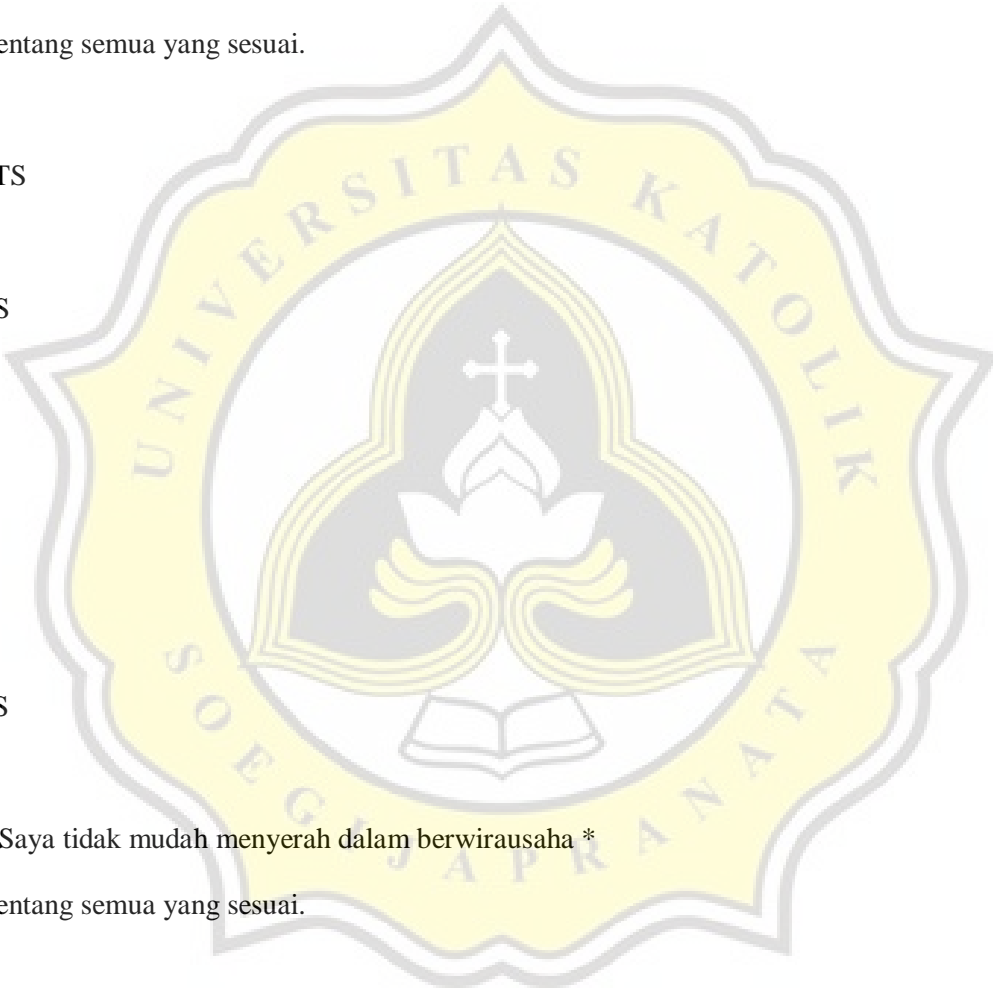 entang semua yang sesuai.
TS
S
S
Saya tidak mudah menyerah dalam berwirausaha *
entang semua yang sesuai.
UNIVERSITAS KATOLIK
SOEGIJAPRANATA